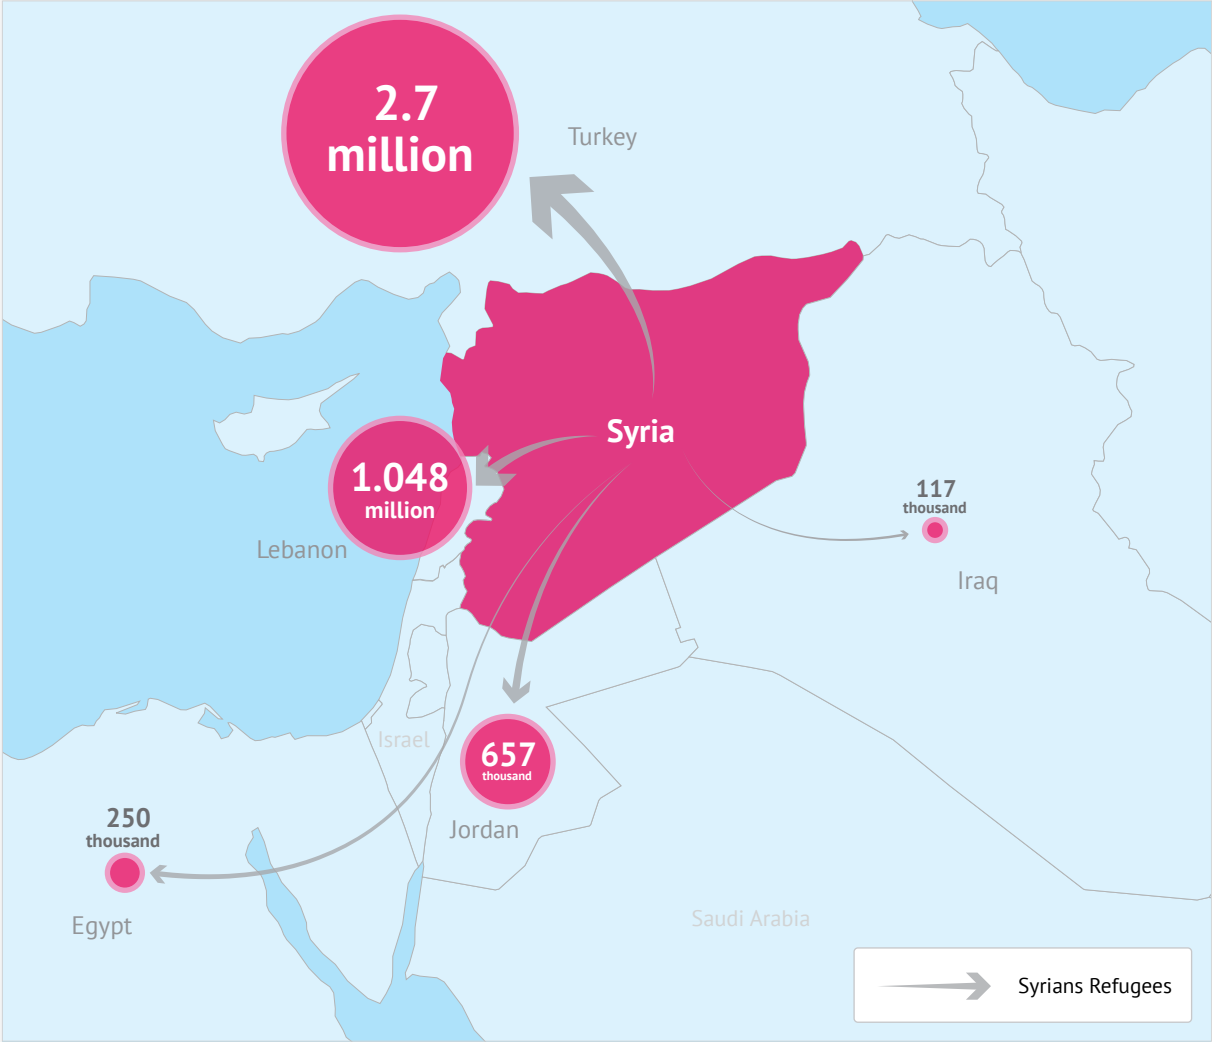 2.7
million
Turkey
Syria
1.048
million
Lebanon
117
thousand
Iraq
Israel
657
thousand
Jordan
250
thousand
Egypt
Saudi Arabia
Syrians Refugees